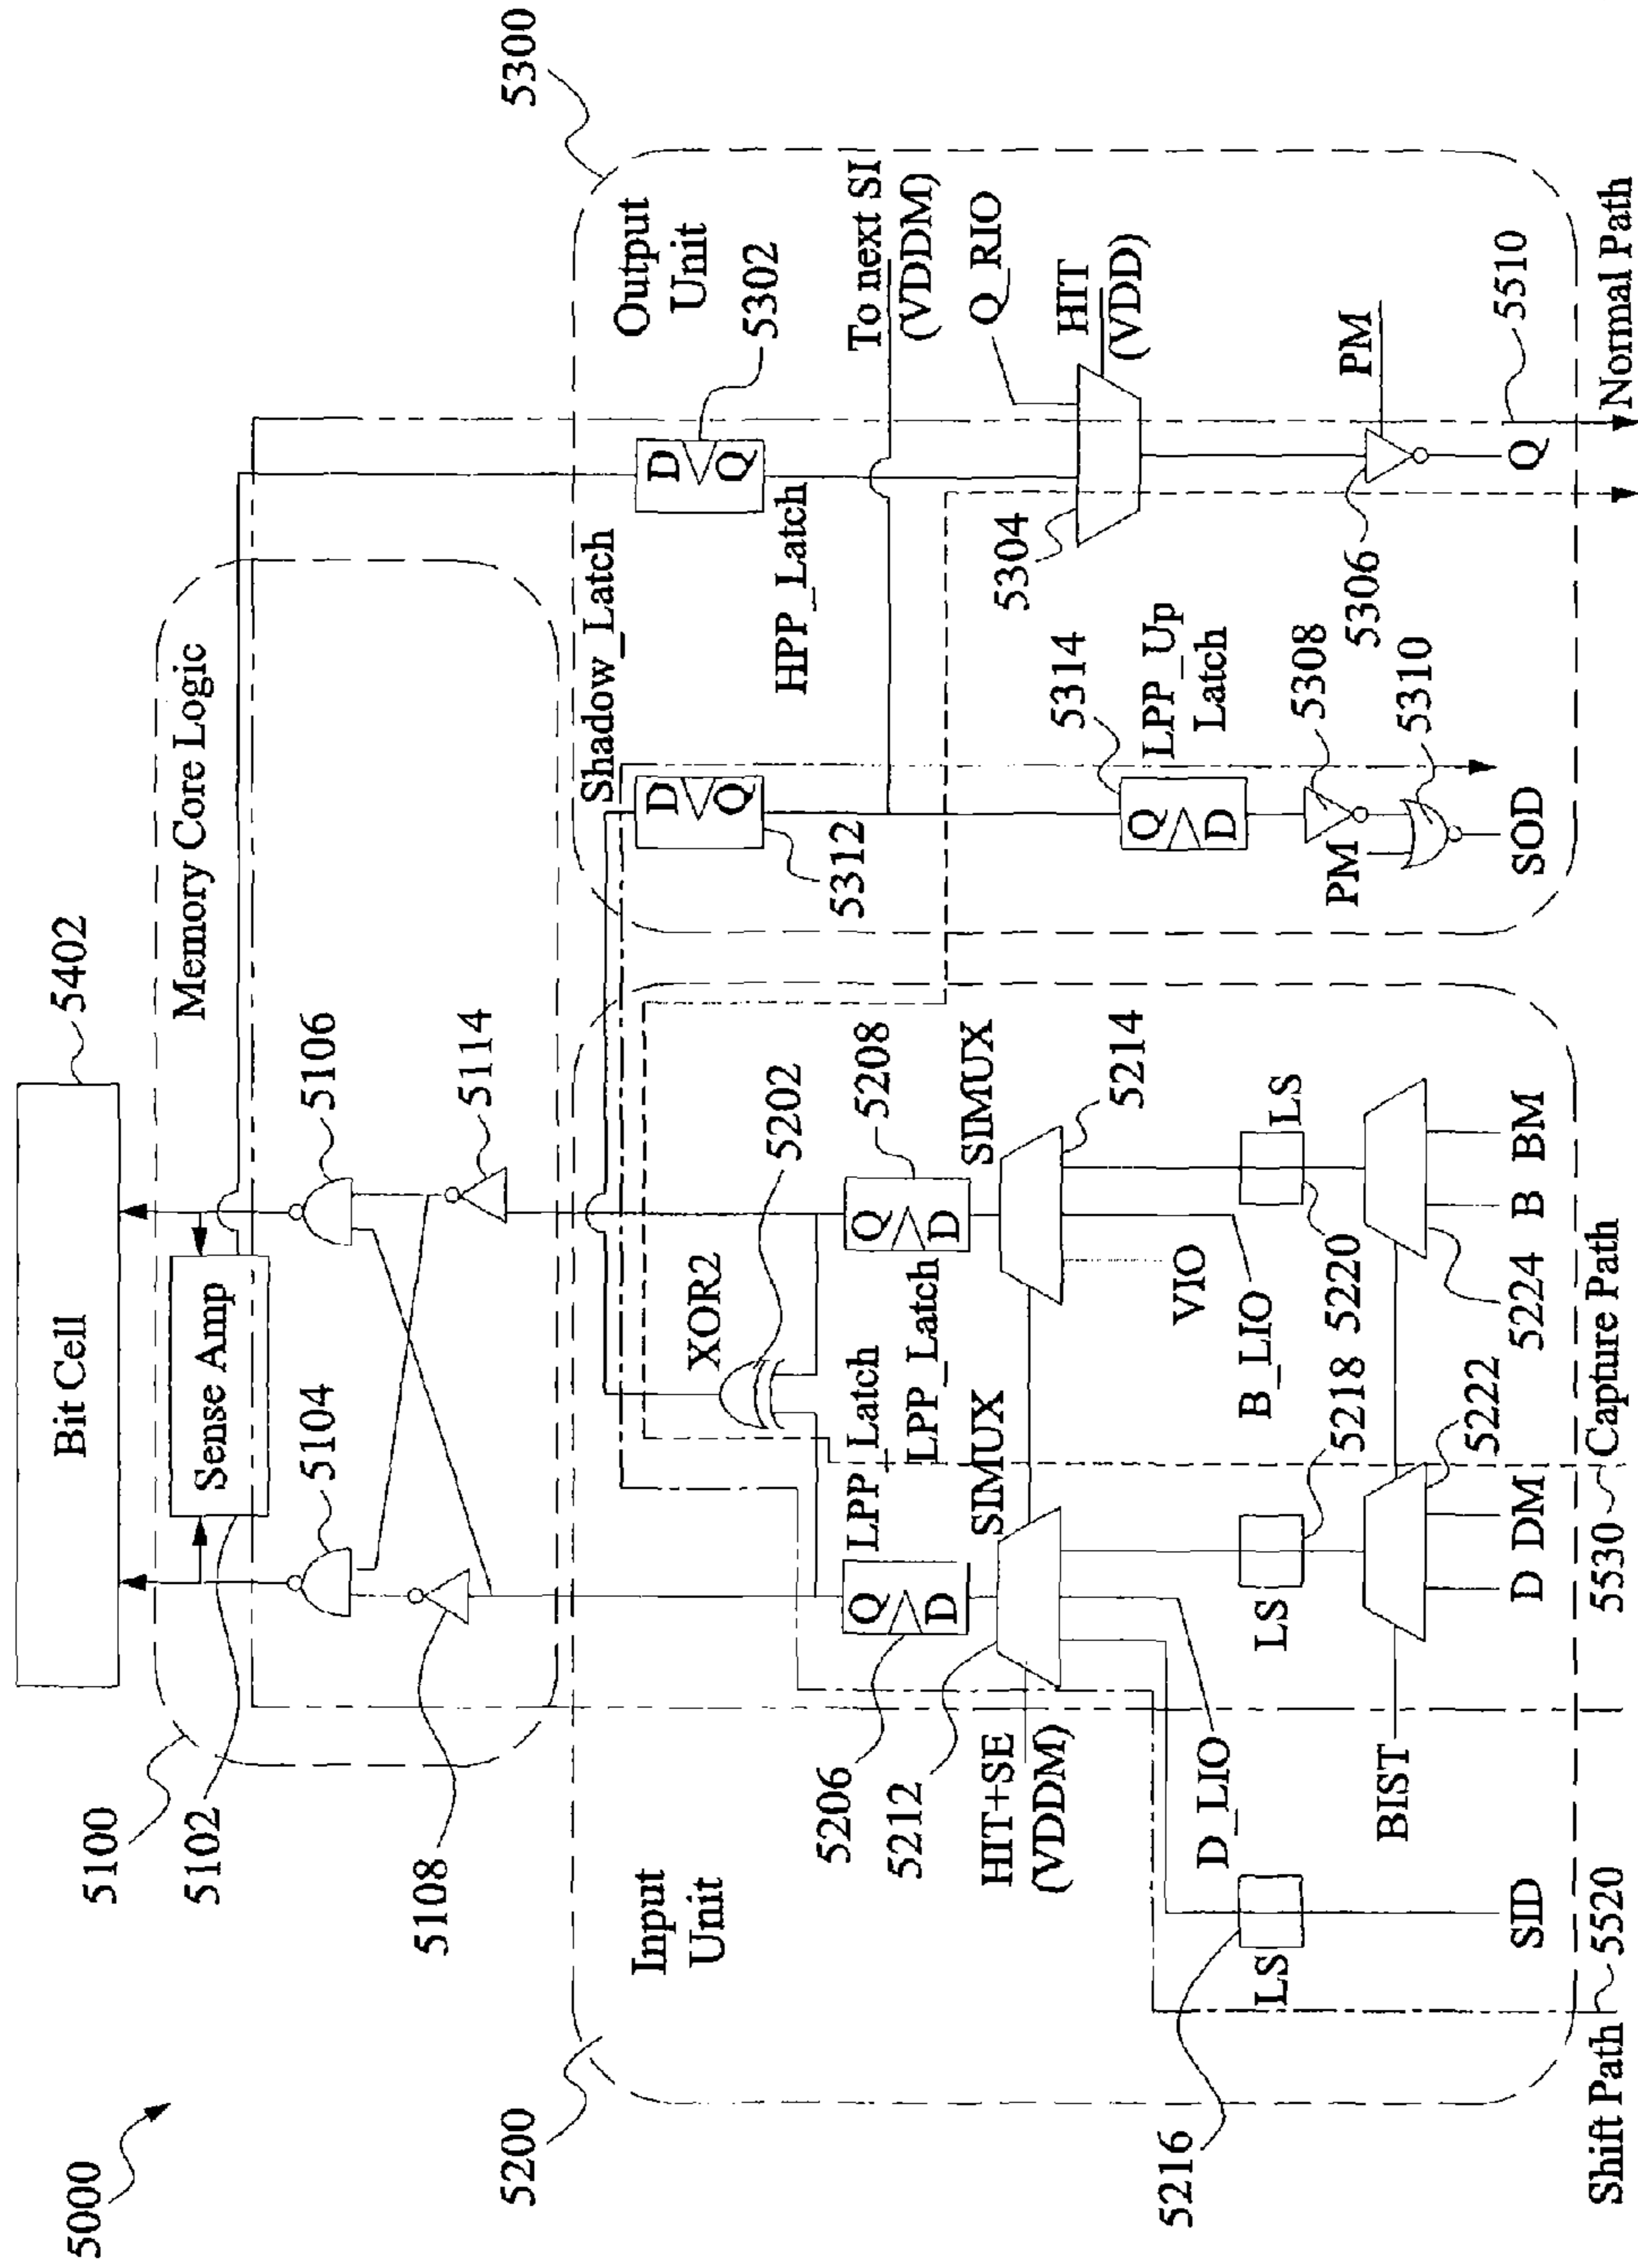 5000
5402
Bit Cell
5100
Memory Core Logic
5102
Sense Amp
5104
5106
5108
5114
5200
Input
Unit
XOR2
5202
LPP_Latch
LPP_Latch
5206
5208
Q
D
Q
D
SIMUX
SIMUX
5212
5214
HIT+SE
(VDDM)
D_LIO
VIO
B_LIO
5216
LS
LS
5218
5220
LS
BIST
5222
5224
SID
D
DM
B
BM
Shift Path
5520
5530
Capture Path
5300
Output
Unit
Shadow_Latch
D
Q
5312
D
Q
5302
HPP_Latch
To next SI
(VDDM)
Q_RIO
HIT
(VDD)
5304
5314
Q
D
LPP_Up
Latch
5308
5310
PM
SOD
5306
PM
Q
5510
Normal Path